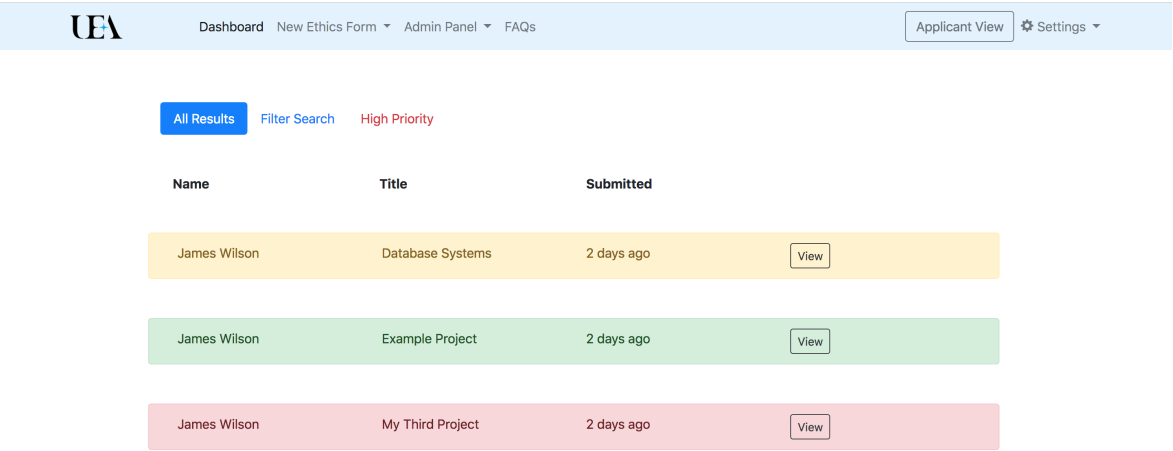 UEA Dashboard New Ethics Form Admin Panel FAQs Applicant View Settings
All Results Filter Search High Priority
Name Title Submitted
James Wilson Database Systems 2 days ago View
James Wilson Example Project 2 days ago View
James Wilson My Third Project 2 days ago View